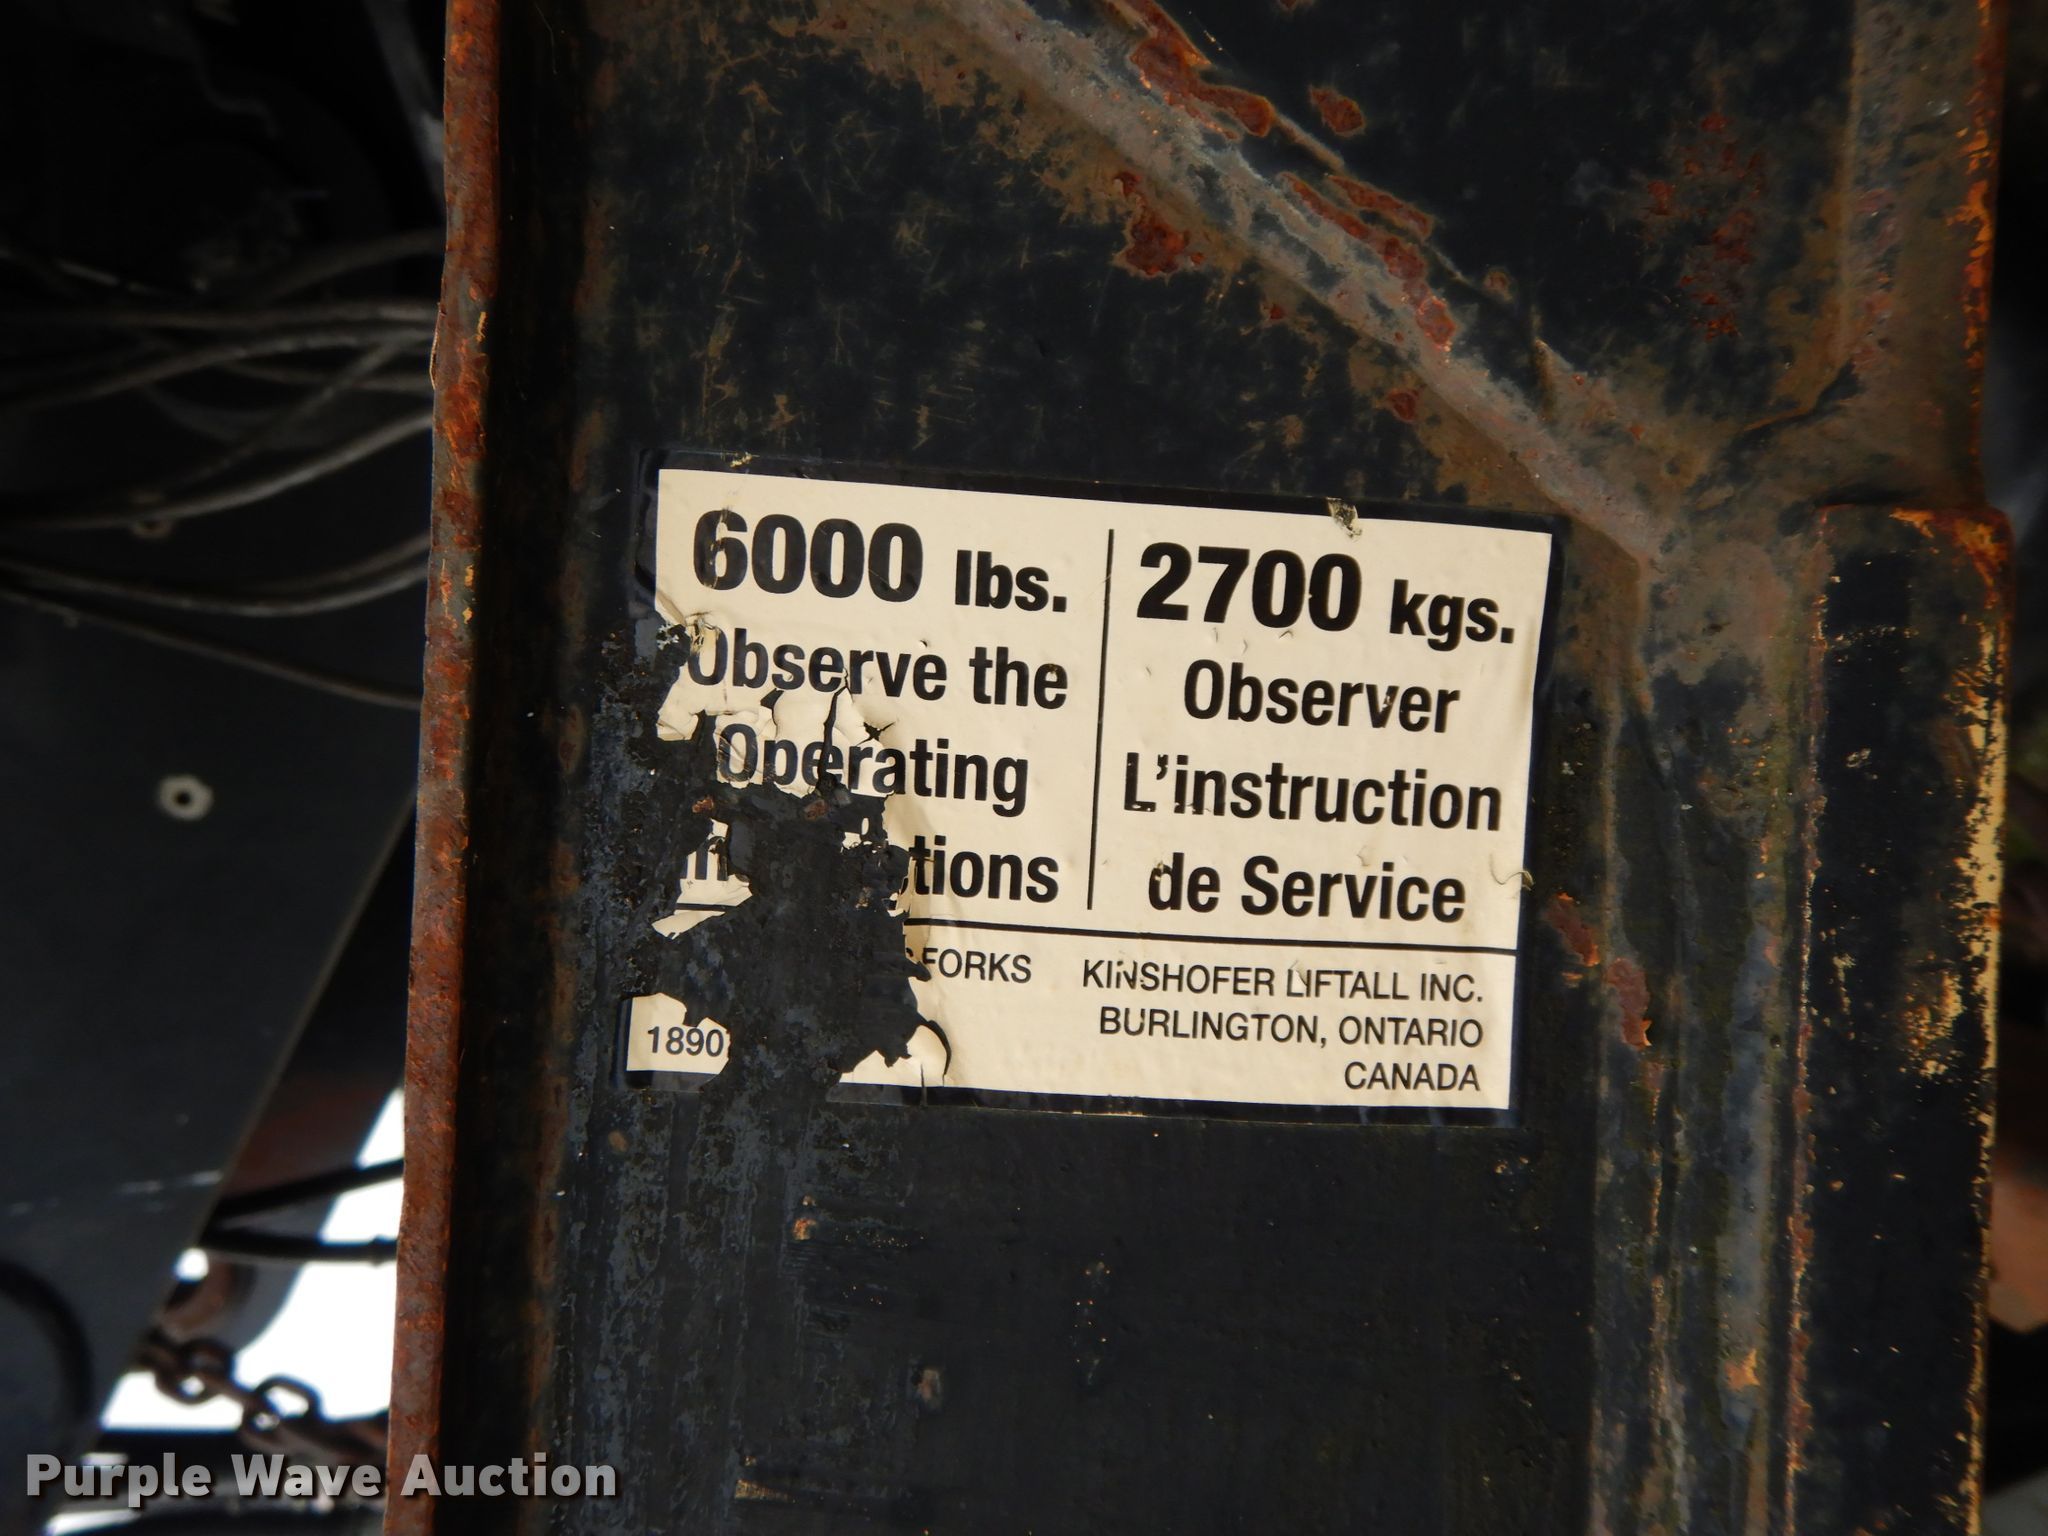 6000 lbs.
Observe the
Operating
2700 kgs.
Observer
L'instruction
de Service
FORKS
1890
KINSHOFER LIFTALL INC.
BURLINGTON, ONTARIO
CANADA
Purple Wave Auction